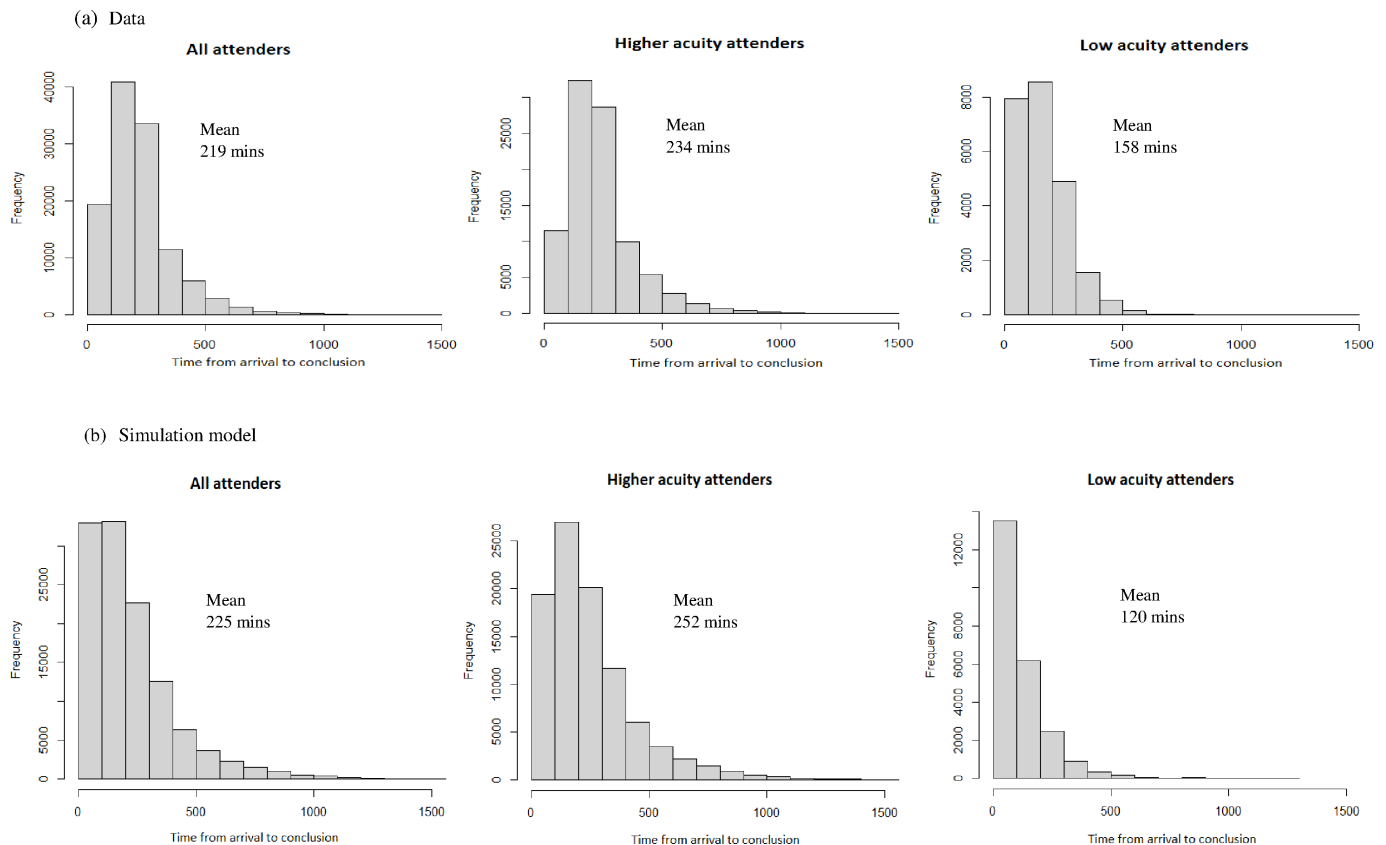 (a) Data
All attenders
Higher acuity attenders
Low acuity attenders
Mean
219 mins
Mean
234 mins
Mean
158 mins
Frequency
0
10000
20000
30000
40000
0
500
1000
1500
Time from arrival to conclusion
Frequency
0
5000
15000
25000
0
500
1000
1500
Time from arrival to conclusion
Frequency
0
2000
4000
6000
8000
0
500
1000
1500
Time from arrival to conclusion
(b) Simulation model
All attenders
Higher acuity attenders
Low acuity attenders
Mean
225 mins
Mean
252 mins
Mean
120 mins
Frequency
0
5000
15000
25000
0
500
1000
1500
Time from arrival to conclusion
Frequency
0
5000
10000
15000
20000
25000
0
500
1000
1500
Time from arrival to conclusion
Frequency
0
2000
4000
6000
8000
12000
0
500
1000
1500
Time from arrival to conclusion